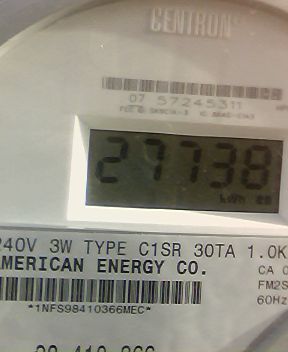 CENTRON
07 57245311
27738
kWh
240V 3W TYPE C1SR 30TA 1.0K
AMERICAN ENERGY CO.
CA 0
FM2S
60Hz
*1NFS98410366MEC*